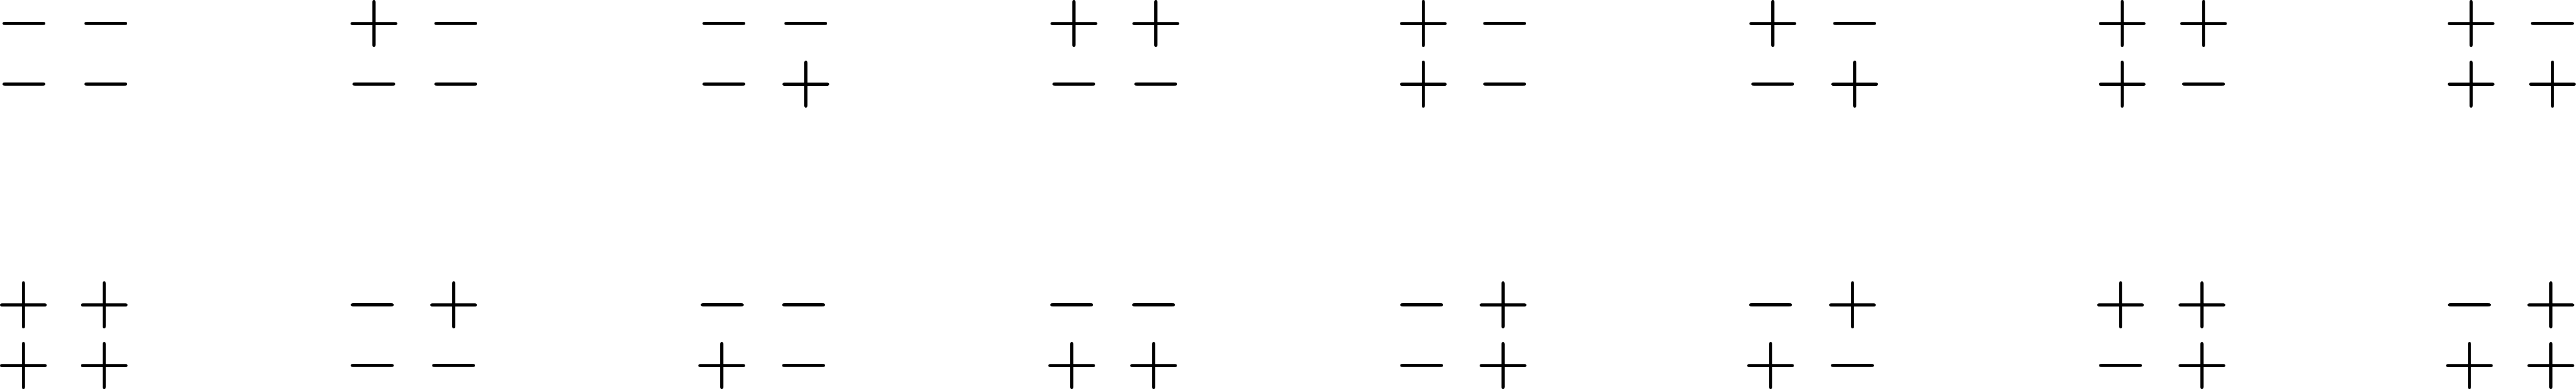 − − + − − − + + + − + − + + + −
− − − − − + − − + − − + + − + +
+ + − + − − − − − + − + + + − +
+ + − − + − + + − + + − − + + +